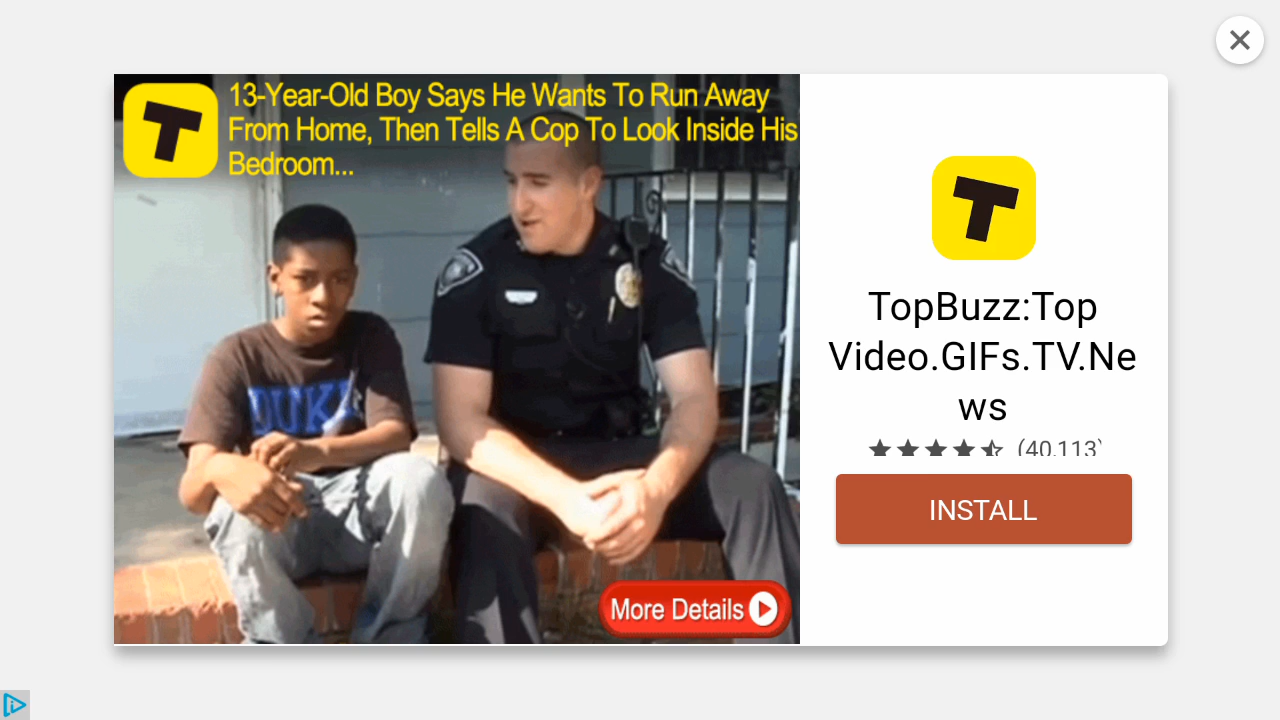 13-Year-Old Boy Says He Wants To Run Away
From Home, Then Tells A Cop To Look Inside His
Bedroom...
DUKE
More Details
TopBuzz:Top
Video.GIFs.TV.Ne
ws
(40,113)
INSTALL